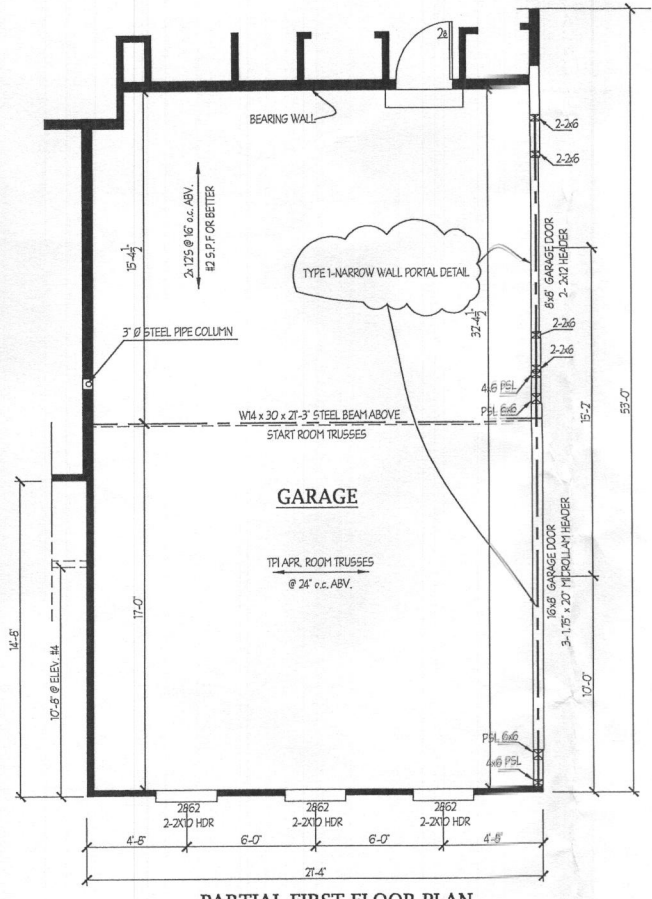 28
BEARING WALL
2-2x6
2-2x6
15-4½
2x12S @ 16" o.c. ABV.
#2 S.P.F OR BETTER
TYPE 1-NARROW WALL PORTAL DETAIL
32-4½
8'x8' GARAGE DOOR
2- 2x12 HEADER
3" Ø STEEL PIPE COLUMN
2-2x6
2-2x6
4x6 PSL
PSL 6x6
15'-2"
53'-0"
W14 x 30 x 21'-3" STEEL BEAM ABOVE
START ROOM TRUSSES
GARAGE
TPI APR. ROOM TRUSSES
@ 24" o.c. ABV.
16'x8' GARAGE DOOR
3- 1.75" x 20" MICROLLAM HEADER
17'-0"
14'-8"
10'-8" @ ELEV. #4
10'-0"
PSL 6x6
4x6 PSL
2862
2-2X10 HDR
2862
2-2X10 HDR
2862
2-2X10 HDR
4'-8"
6'-0"
6'-0"
4'-8"
21'-4"
PARTIAL FIRST FLOOR PLAN